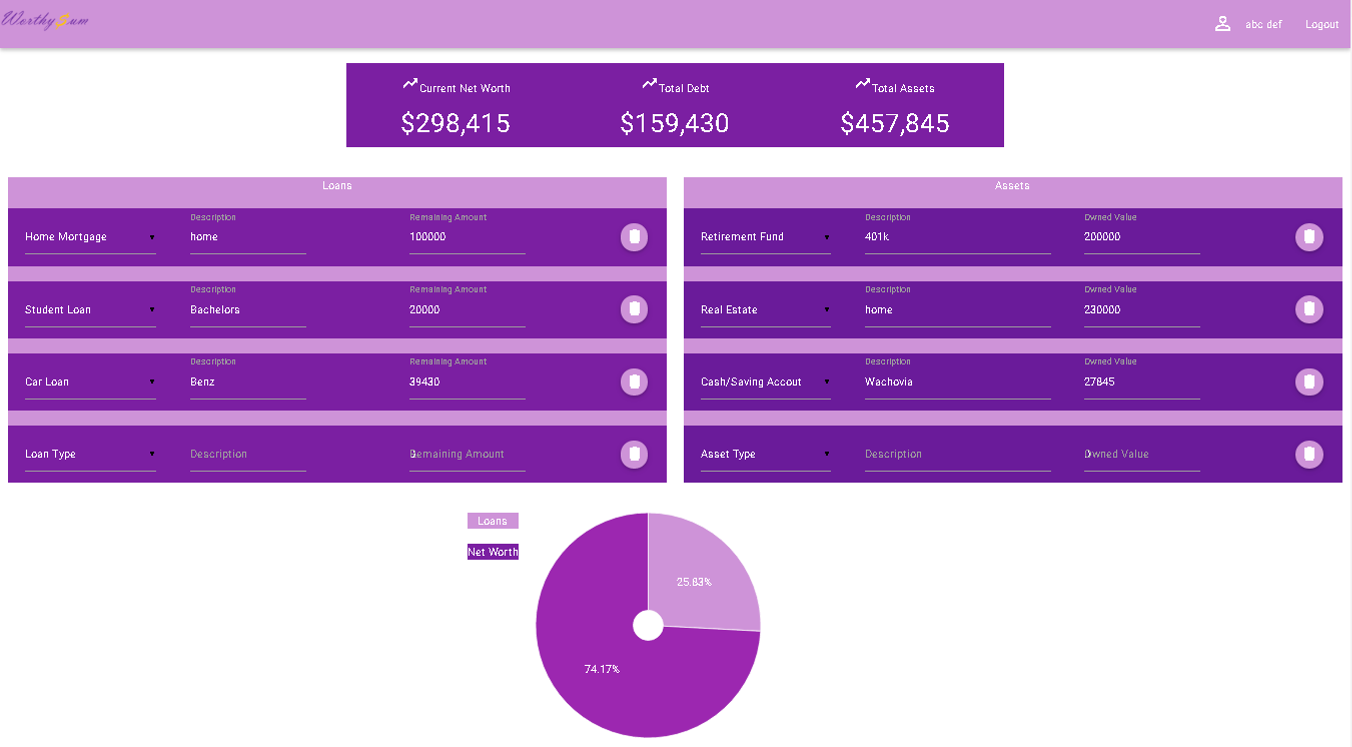 Worthy$um
abc def Logout
Current Net Worth Total Debt Total Assets
$298,415 $159,430 $457,845
Loans
Description Remaining Amount
Home Mortgage home 100000
Description Remaining Amount
Student Loan Bachelors 20000
Description Remaining Amount
Car Loan Benz 39430
Loan Type Description Remaining Amount
Assets
Description Owned Value
Retirement Fund 401k 200000
Description Owned Value
Real Estate home 230000
Description Owned Value
Cash/Saving Accout Wachovia 27845
Asset Type Description Owned Value
Loans
Net Worth
25.83%
74.17%